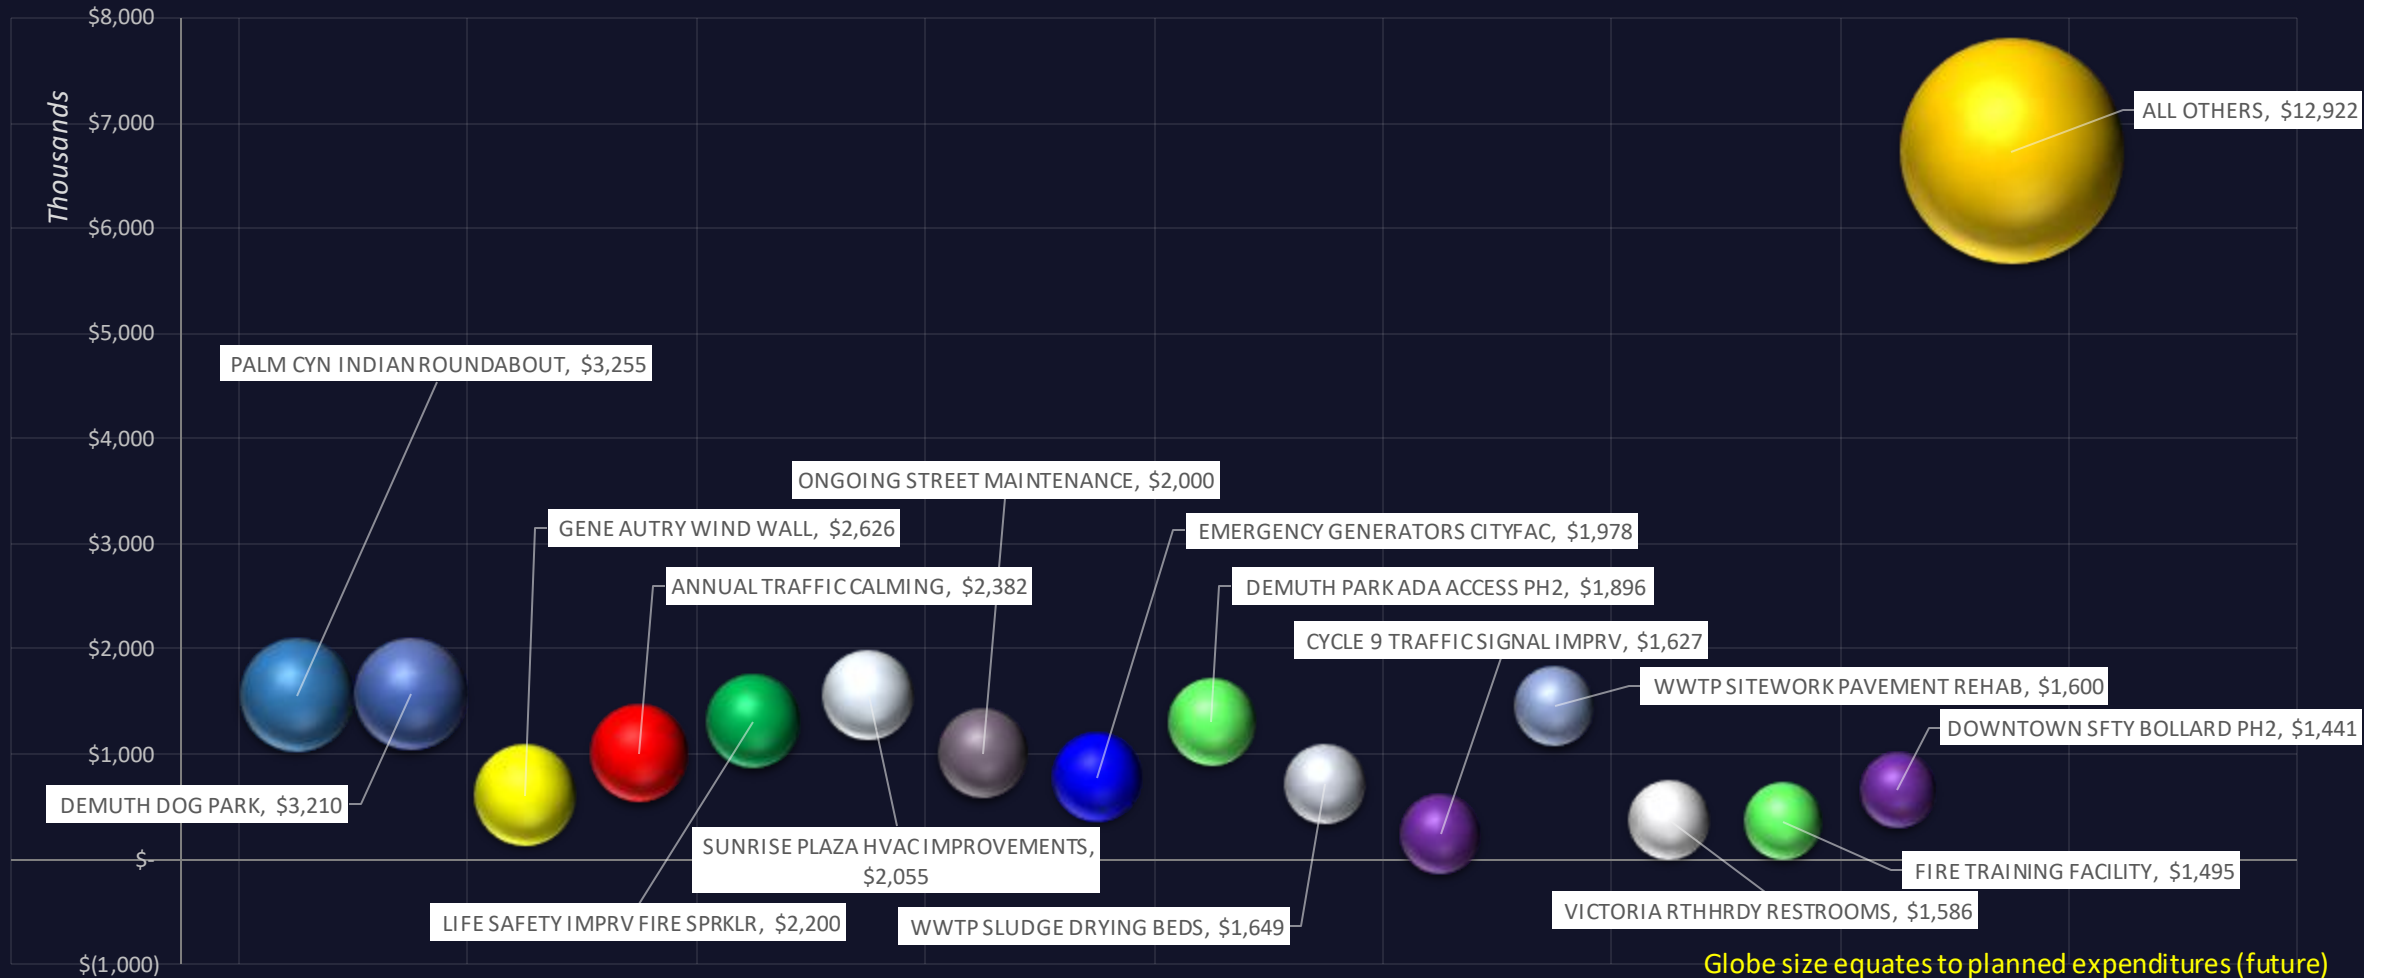 $8,000
$7,000
$6,000
$5,000
$4,000
$3,000
$2,000
$1,000
$-
$(1,000)
Thousands
ALL OTHERS, $12,922
PALM CYN INDIAN ROUNDABOUT, $3,255
ONGOING STREET MAINTENANCE, $2,000
GENE AUTRY WIND WALL, $2,626
EMERGENCY GENERATORS CITYFAC, $1,978
ANNUAL TRAFFIC CALMING, $2,382
DEMUTH PARK ADA ACCESS PH2, $1,896
CYCLE 9 TRAFFIC SIGNAL IMPRV, $1,627
WWTP SITEWORK PAVEMENT REHAB, $1,600
DOWNTOWN SFTY BOLLARD PH2, $1,441
DEMUTH DOG PARK, $3,210
SUNRISE PLAZA HVAC IMPROVEMENTS,
$2,055
FIRE TRAINING FACILITY, $1,495
VICTORIA RTHHRDY RESTROOMS, $1,586
LIFE SAFETY IMPRV FIRE SPRKLR, $2,200
WWTP SLUDGE DRYING BEDS, $1,649
Globe size equates to planned expenditures (future)